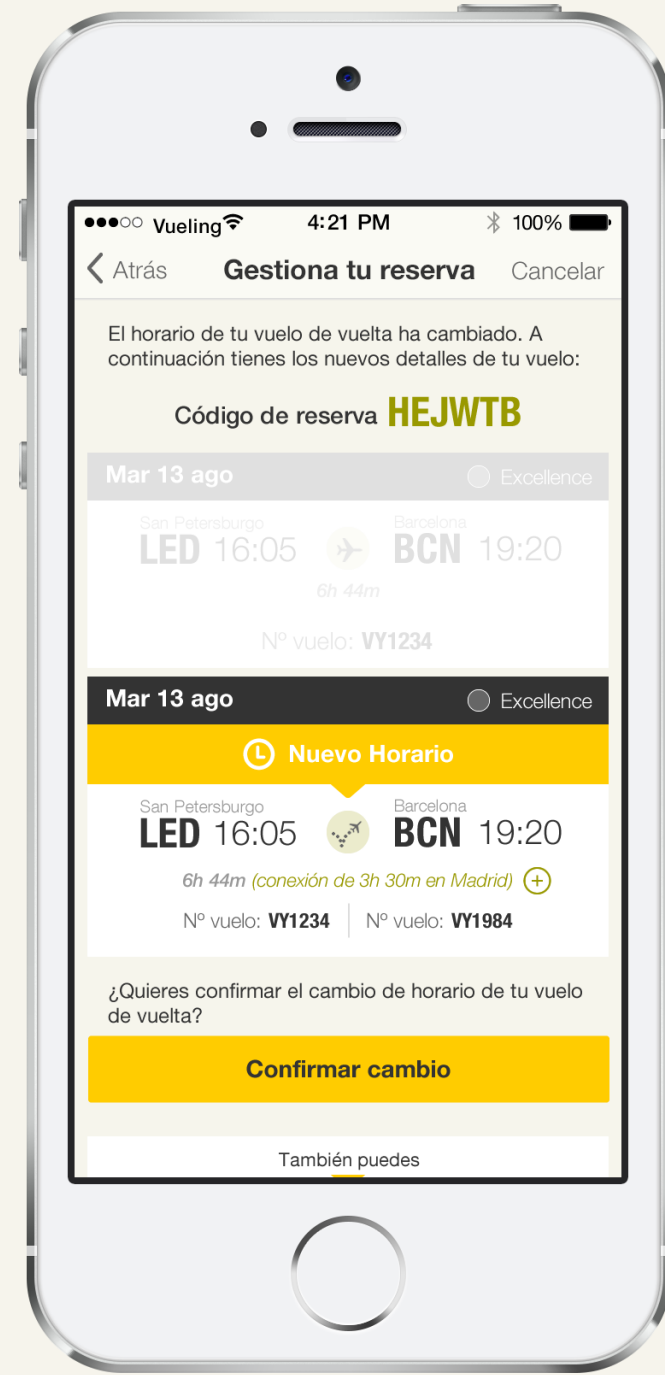 Vueling 4:21 PM 100%
Atrás Gestiona tu reserva Cancelar
El horario de tu vuelo de vuelta ha cambiado. A
continuación tienes los nuevos detalles de tu vuelo:
Código de reserva HEJWTB
Mar 13 ago Excellence
San Petersburgo Barcelona
LED 16:05 BCN 19:20
6h 44m
Nº vuelo: VY1234
Mar 13 ago Excellence
Nuevo Horario
San Petersburgo Barcelona
LED 16:05 BCN 19:20
6h 44m (conexión de 3h 30m en Madrid)
Nº vuelo: VY1234 Nº vuelo: VY1984
¿Quieres confirmar el cambio de horario de tu vuelo
de vuelta?
Confirmar cambio
También puedes